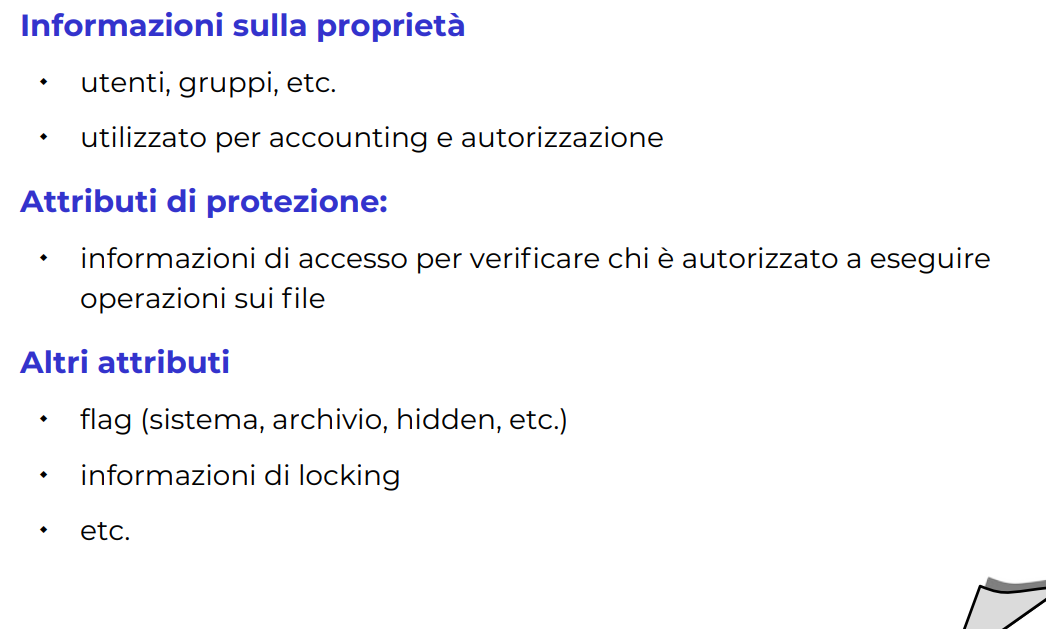 Informazioni sulla proprietà
utenti, gruppi, etc.
utilizzato per accounting e autorizzazione
Attributi di protezione:
informazioni di accesso per verificare chi è autorizzato a eseguire
operazioni sui file
Altri attributi
flag (sistema, archivio, hidden, etc.)
informazioni di locking
etc.